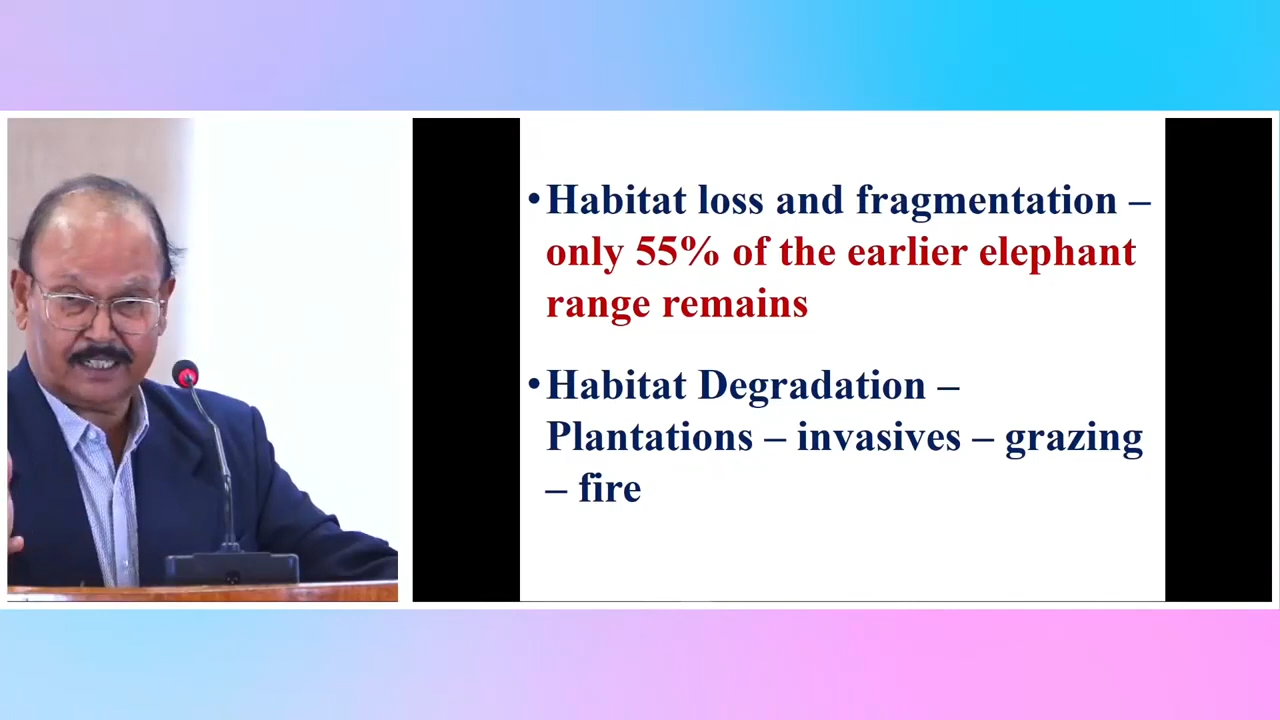 •Habitat loss and fragmentation –
only 55% of the earlier elephant
range remains
•Habitat Degradation –
Plantations – invasives – grazing
– fire